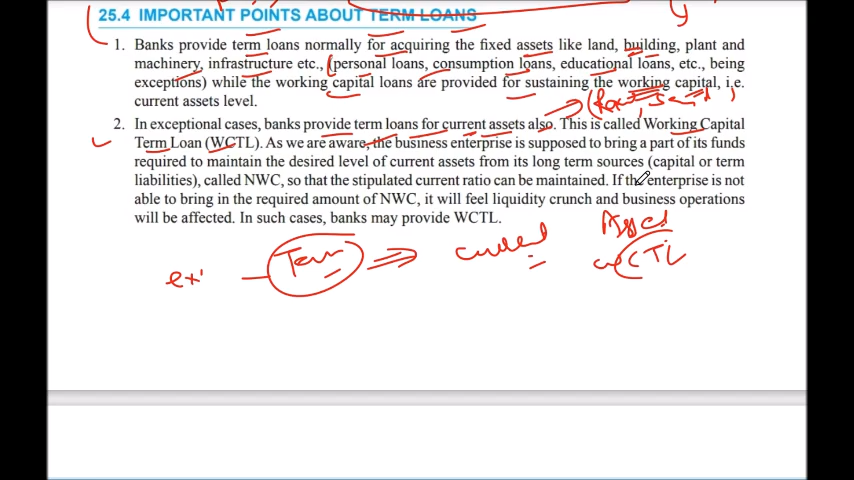 25.4 IMPORTANT POINTS ABOUT TERM LOANS
1. Banks provide term loans normally for acquiring the fixed assets like land, building, plant and
machinery, infrastructure etc., (personal loans, consumption loans, educational loans, etc., being
exceptions) while the working capital loans are provided for sustaining the working capital, i.e.
current assets level.
2. In exceptional cases, banks provide term loans for current assets also. This is called Working Capital
Term Loan (WCTL). As we are aware, the business enterprise is supposed to bring a part of its funds
required to maintain the desired level of current assets from its long term sources (capital or term
liabilities), called NWC, so that the stipulated current ratio can be maintained. If the enterprise is not
able to bring in the required amount of NWC, it will feel liquidity crunch and business operations
will be affected. In such cases, banks may provide WCTL.
Asset
ex' Term ⇒ current WCTL